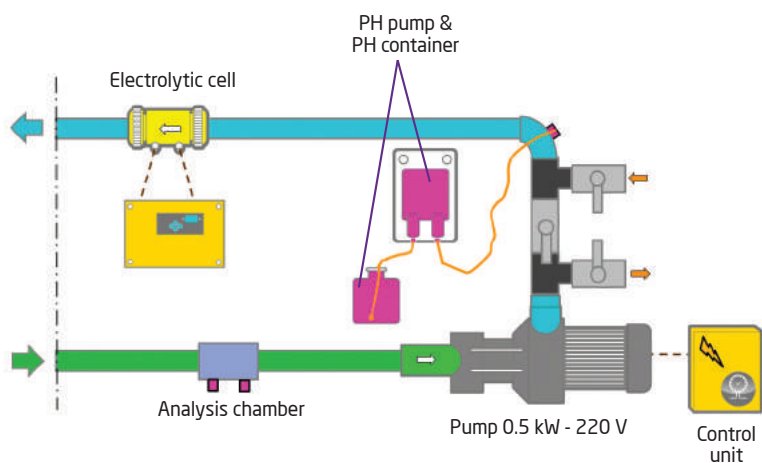 PH pump &
PH container
Electrolytic cell
Analysis chamber
Pump 0.5 kW - 220 V
Control
unit